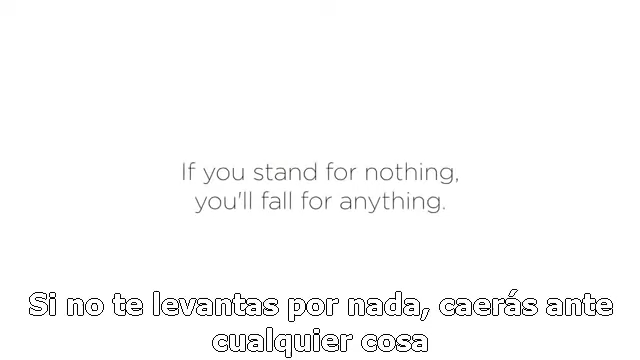 If you stand for nothing,
you'll fall for anything.
Si no te levantas por nada, caerás ante
cualquier cosa